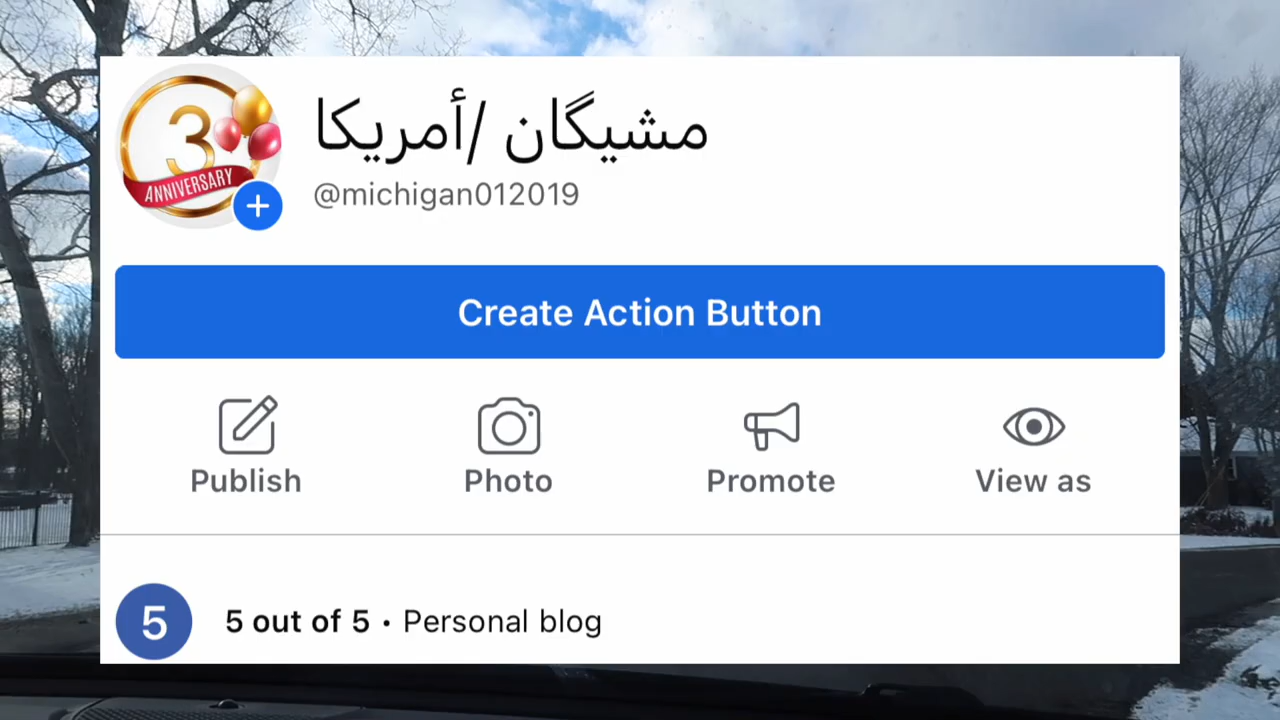 3
ANNIVERSARY
مشيگان /أمريكا
@michigan012019
Create Action Button
Publish
Photo
Promote
View as
5
5 out of 5 • Personal blog